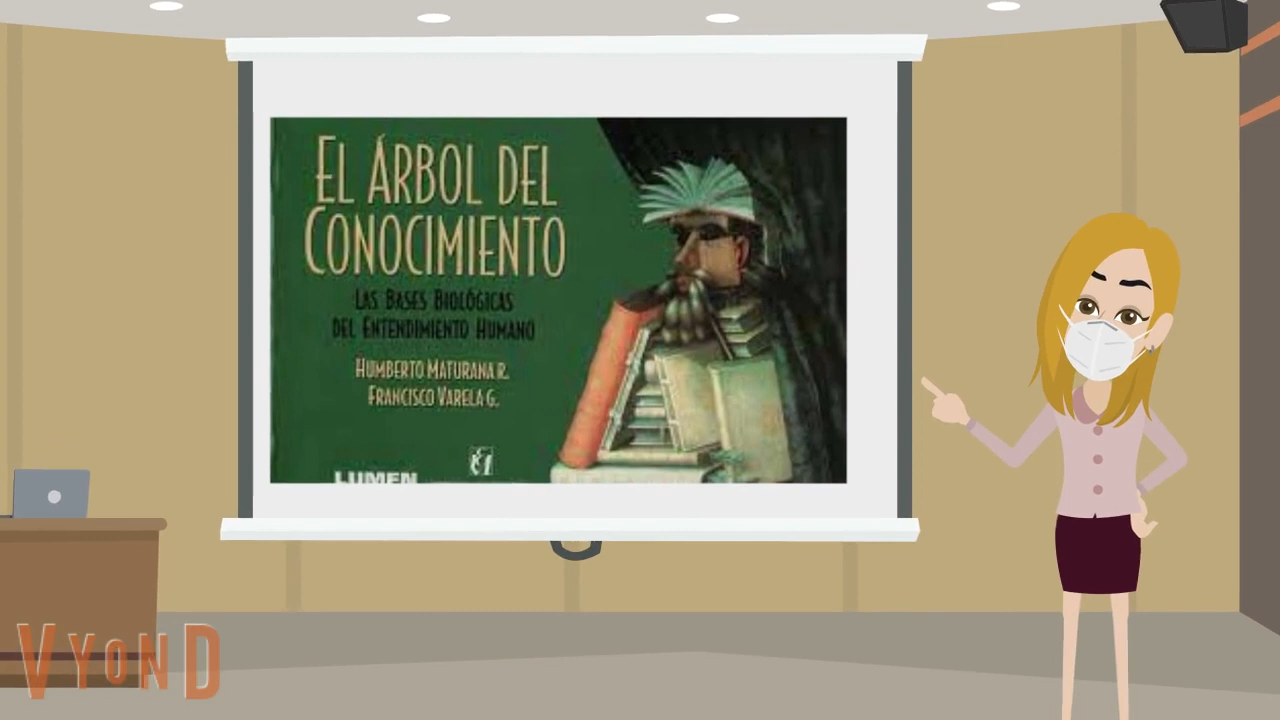 EL ÁRBOL DEL
CONOCIMIENTO
LAS BASES BIOLÓGICAS
DEL ENTENDIMIENTO HUMANO
HUMBERTO MATURANA R.
FRANCISCO VARELA G.
LUMEN
VYOND